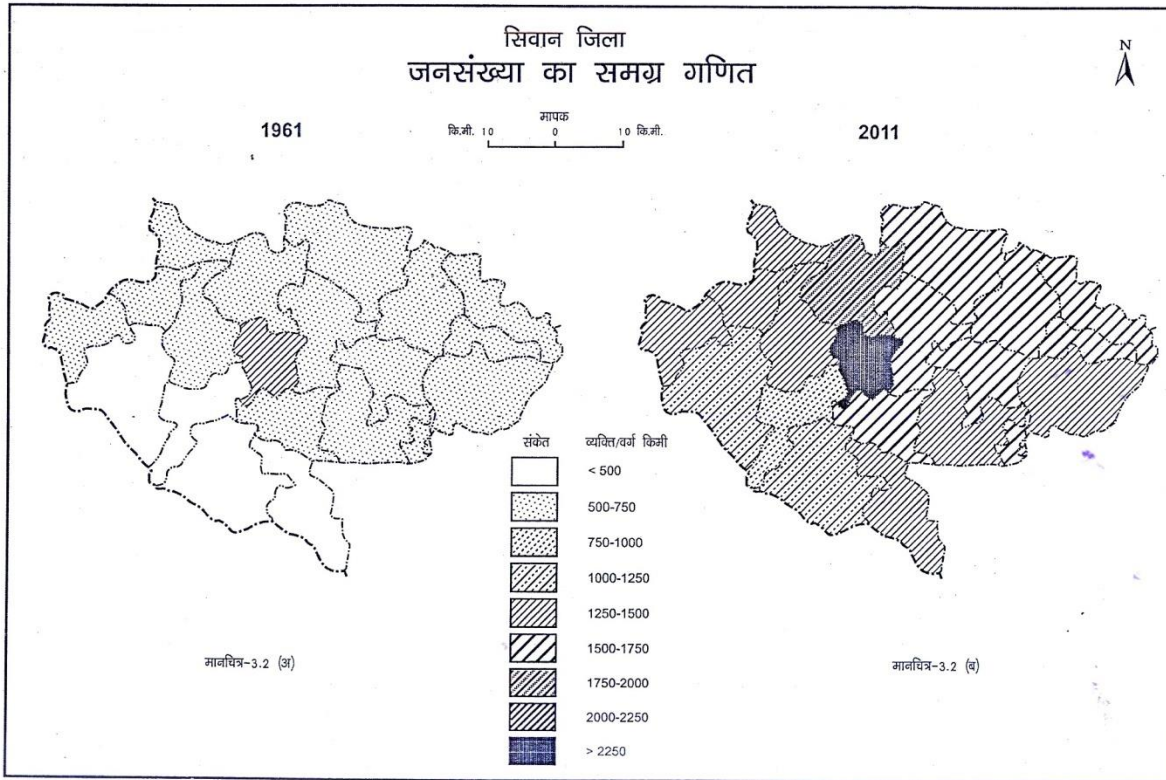 सिवान जिला
जनसंख्या का समग्र गणित
N
1961
मापक
कि.मी. 10 0 10 कि.मी.
2011
संकेत व्यक्ति/वर्ग किमी
< 500
500-750
750-1000
1000-1250
1250-1500
1500-1750
1750-2000
2000-2250
> 2250
मानचित्र-3.2 (अ)
मानचित्र-3.2 (ब)